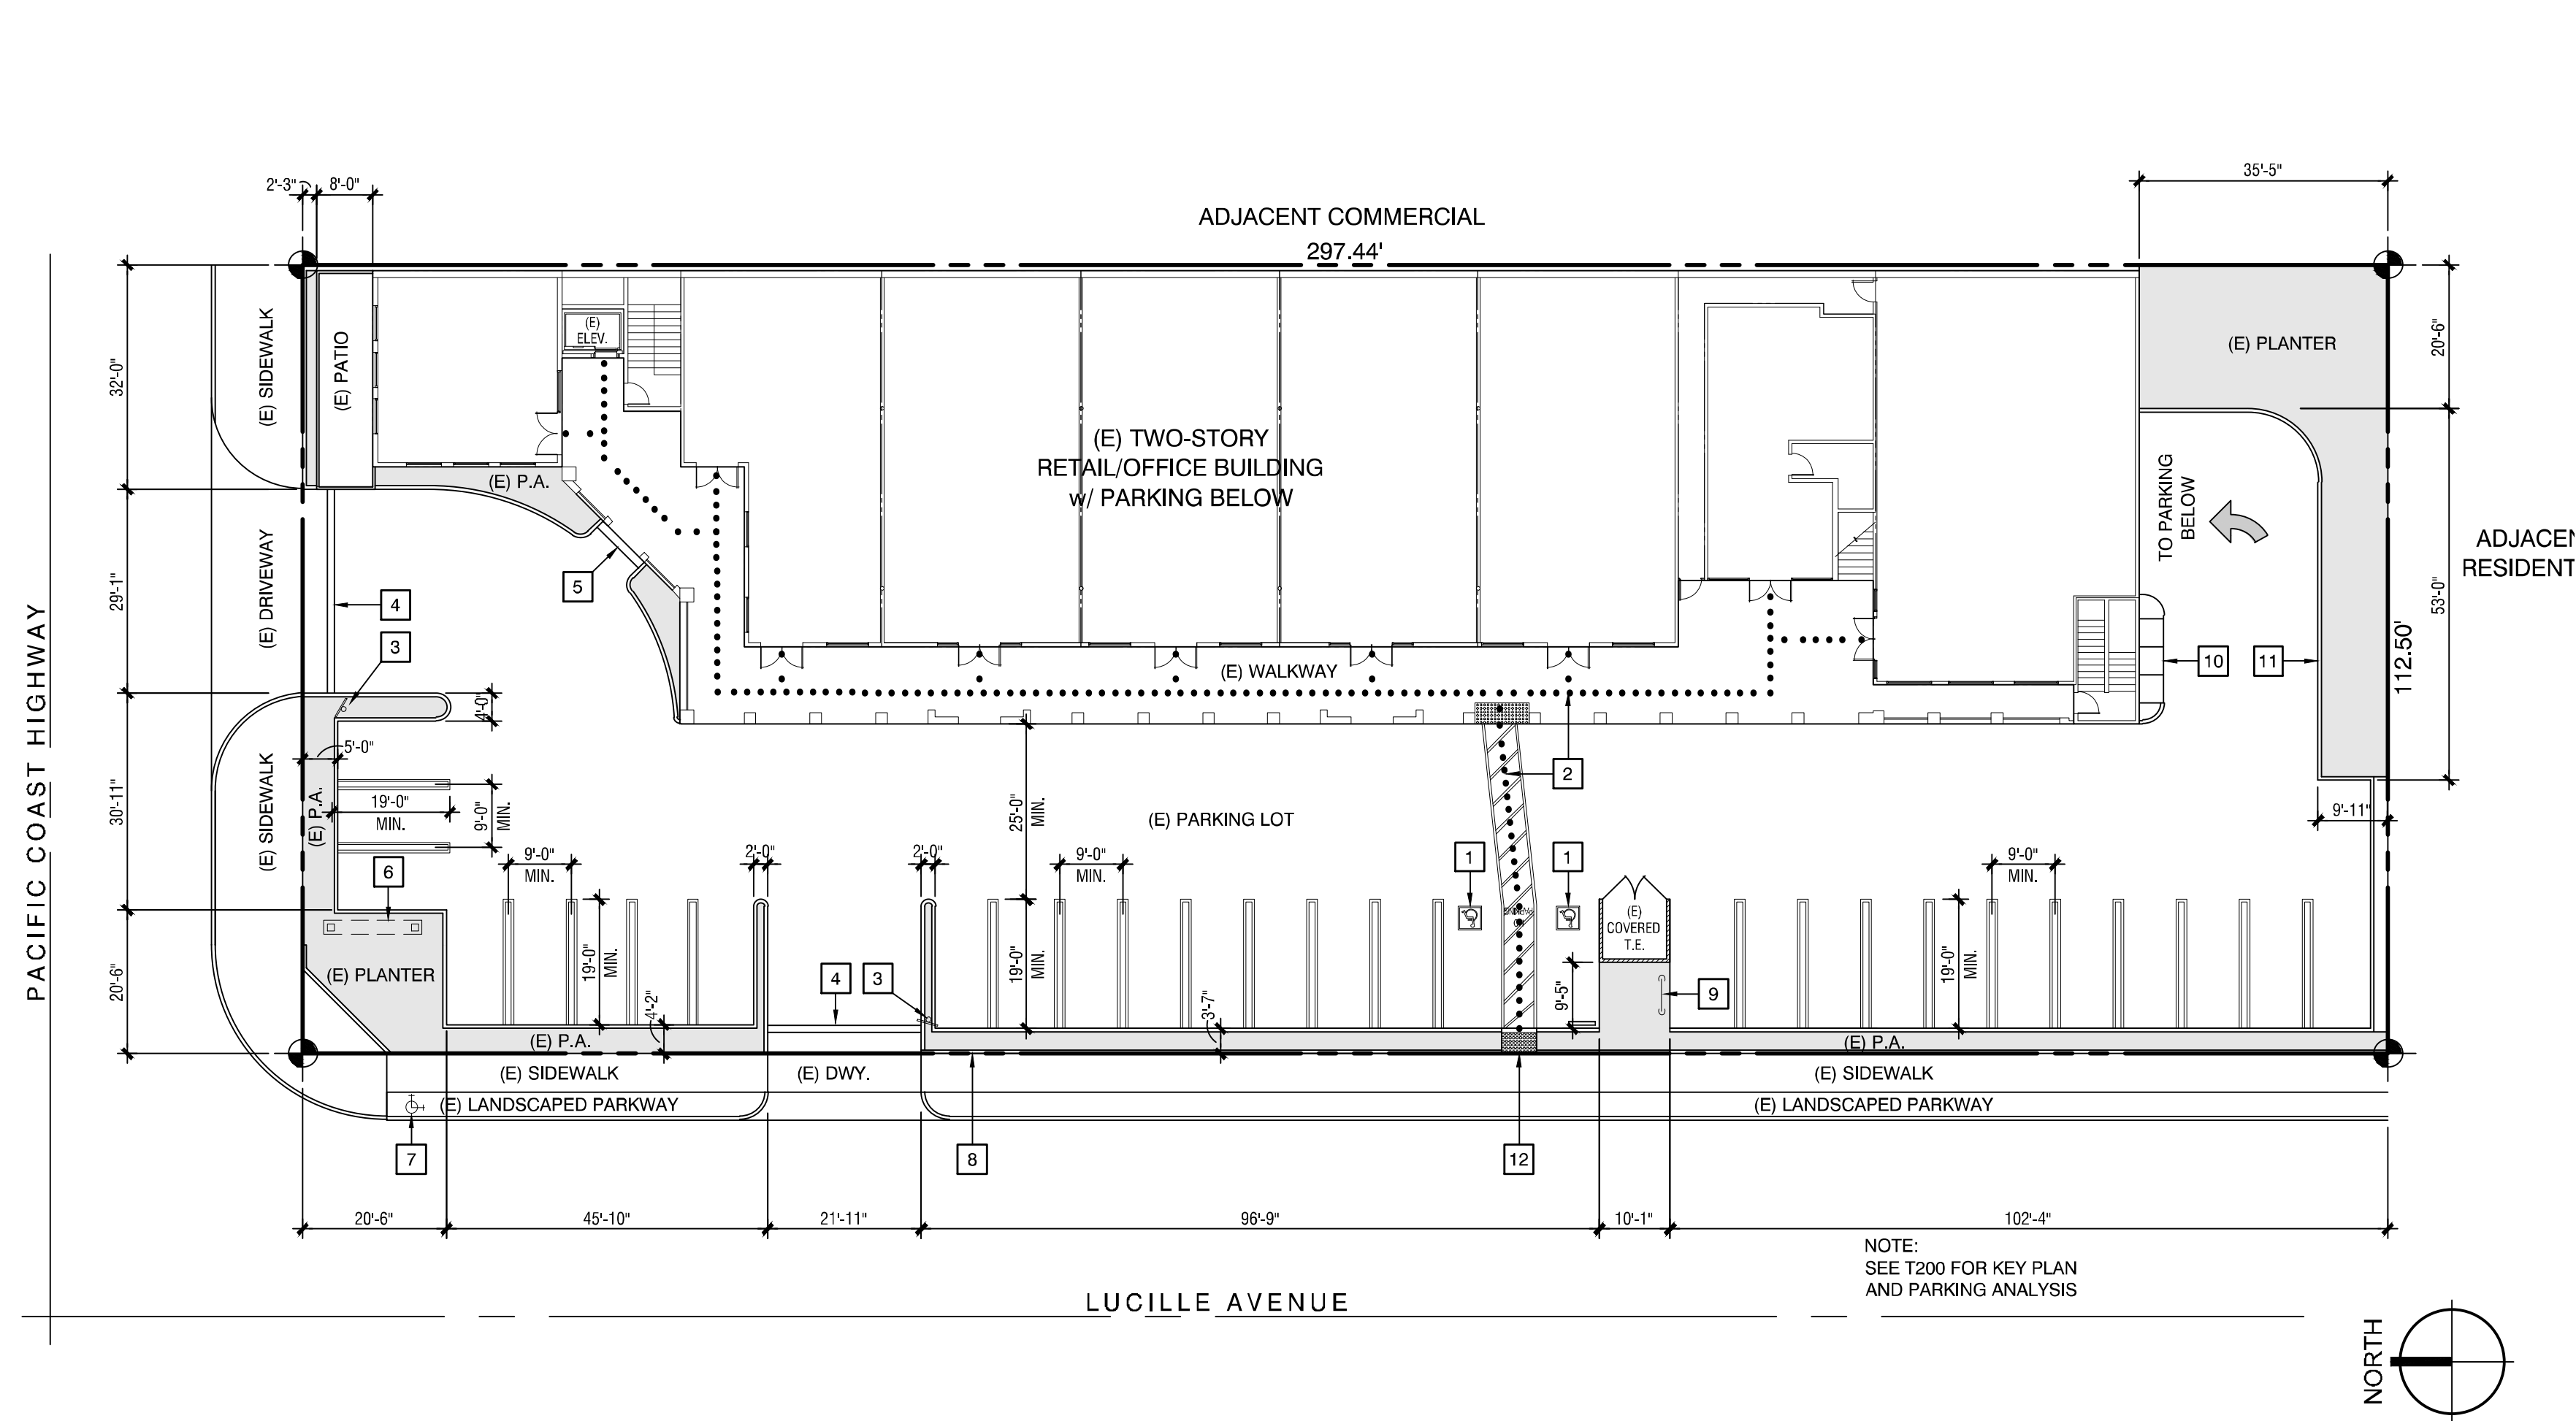 2'-3"
8'-0"
35'-5"
ADJACENT COMMERCIAL
297.44'
(E) SIDEWALK
(E) PATIO
(E)
ELEV.
32'-0"
(E) PLANTER
20'-6"
(E) TWO-STORY
RETAIL/OFFICE BUILDING
w/ PARKING BELOW
(E) P.A.
TO PARKING
BELOW
ADJACEN
RESIDENT
5
29'-1"
(E) DRIVEWAY
4
3
53'-0"
112.50'
PACIFIC COAST HIGHWAY
(E) WALKWAY
10
11
4'-0"
5'-0"
(E) SIDEWALK
(E) P.A.
30'-11"
19'-0"
MIN.
9'-0"
MIN.
2
25'-0"
MIN.
(E) PARKING LOT
9'-11"
6
9'-0"
MIN.
2'-0"
2'-0"
9'-0"
MIN.
1
1
9'-0"
MIN.
(E)
COVERED
T.E.
20'-6"
(E) PLANTER
19'-0"
MIN.
4'-2"
4
3
19'-0"
MIN.
3'-7"
9'-5"
9
19'-0"
MIN.
(E) P.A.
(E) P.A.
(E) SIDEWALK
(E) DWY.
(E) SIDEWALK
(E) LANDSCAPED PARKWAY
(E) LANDSCAPED PARKWAY
7
8
12
20'-6"
45'-10"
21'-11"
96'-9"
10'-1"
102'-4"
NOTE:
SEE T200 FOR KEY PLAN
AND PARKING ANALYSIS
LUCILLE AVENUE
NORTH